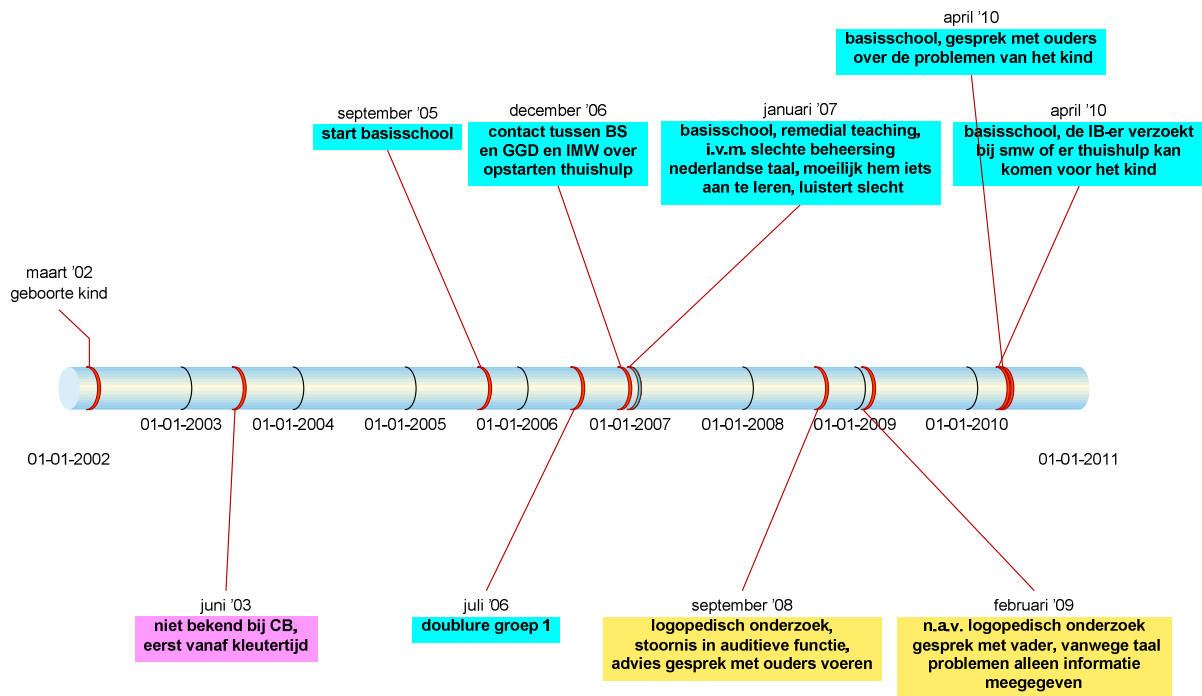 april '10
basisschool, gesprek met ouders
over de problemen van het kind
september '05
start basisschool
december '06
contact tussen BS
en GGD en IMW over
opstarten thuishulp
januari '07
basisschool, remedial teaching,
i.v.m. slechte beheersing
nederlandse taal, moeilijk hem iets
aan te leren, luistert slecht
april '10
basisschool, de IB-er verzoekt
bij smw of er thuishulp kan
komen voor het kind
maart '02
geboorte kind
01-01-2003
01-01-2004
01-01-2005
01-01-2006
01-01-2007
01-01-2008
01-01-2009
01-01-2010
01-01-2002
01-01-2011
juni '03
niet bekend bij CB,
eerst vanaf kleutertijd
juli '06
doublure groep 1
september '08
logopedisch onderzoek,
stoornis in auditieve functie,
advies gesprek met ouders voeren
februari '09
n.a.v. logopedisch onderzoek
gesprek met vader, vanwege taal
problemen alleen informatie
meegegeven